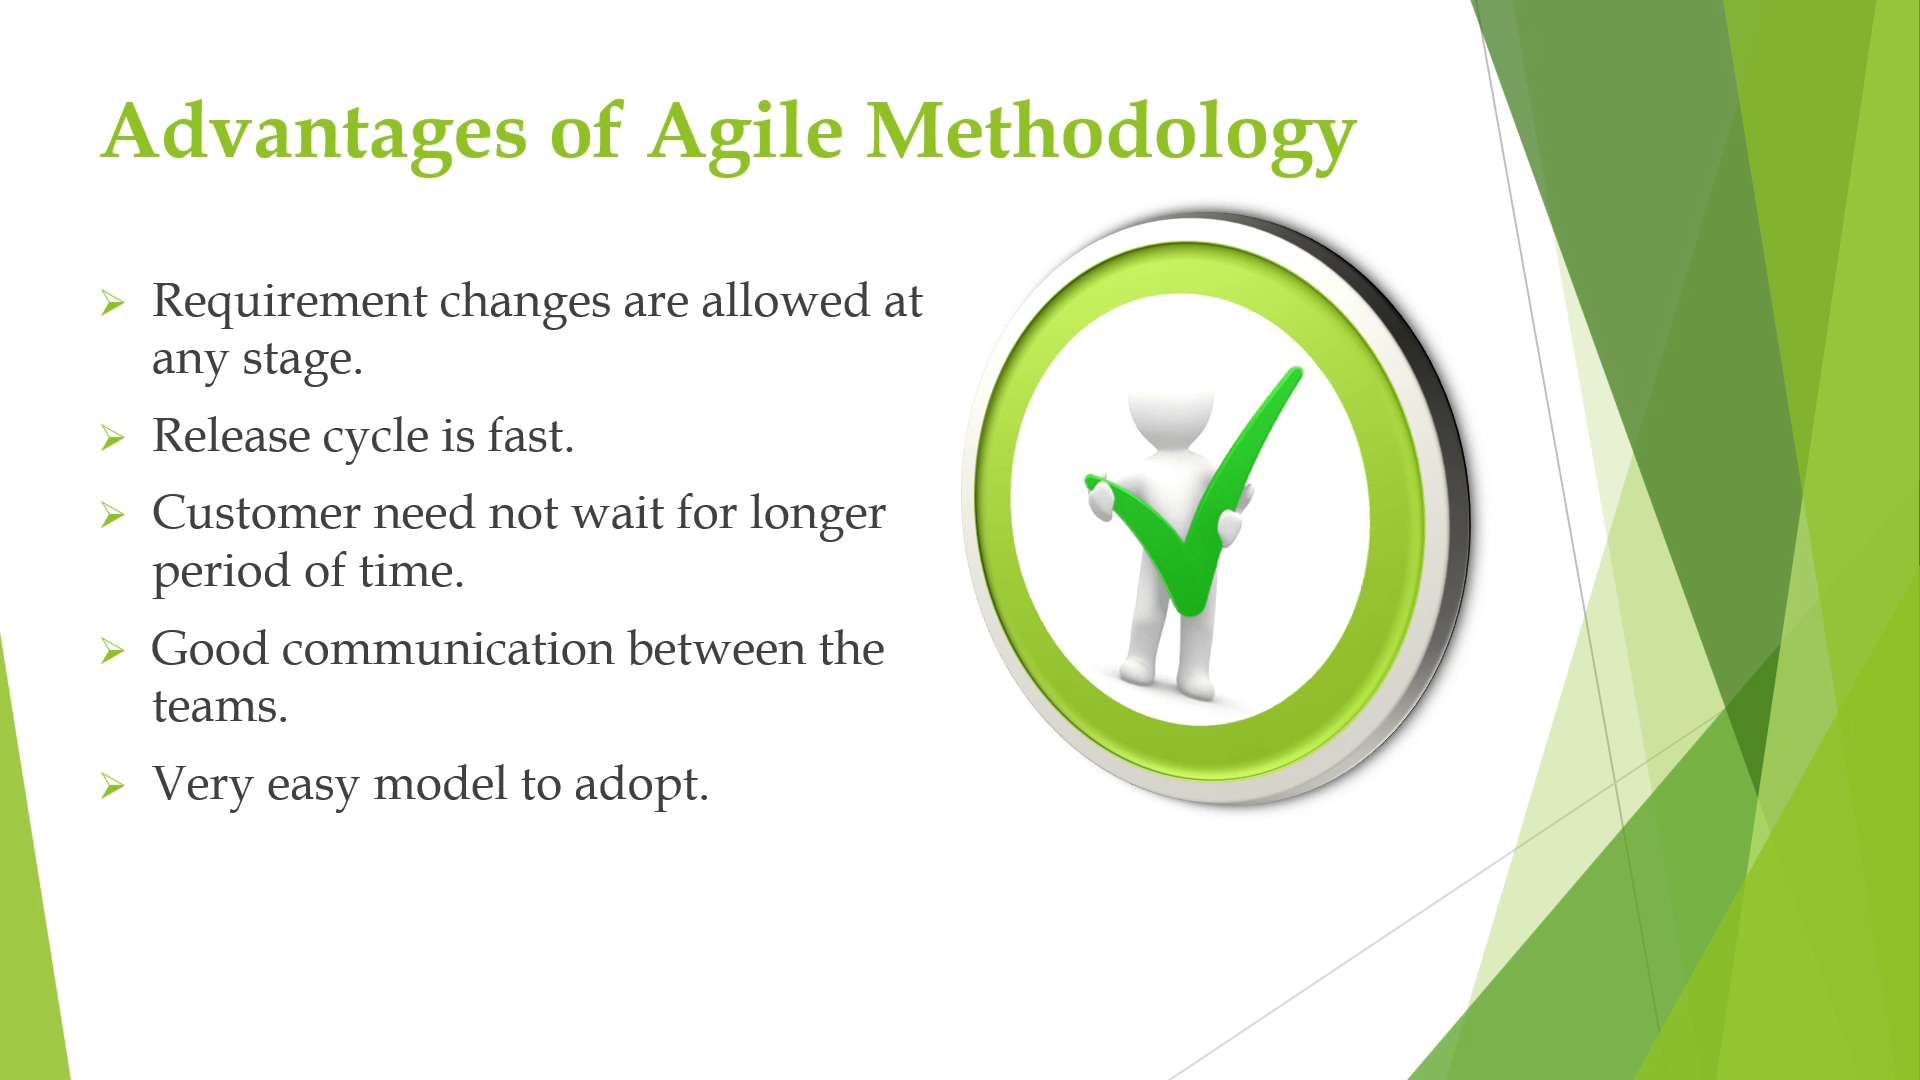 Advantages of Agile Methodology
Requirement changes are allowed at
any stage.
Release cycle is fast.
Customer need not wait for longer
period of time.
Good communication between the
teams.
Very easy model to adopt.